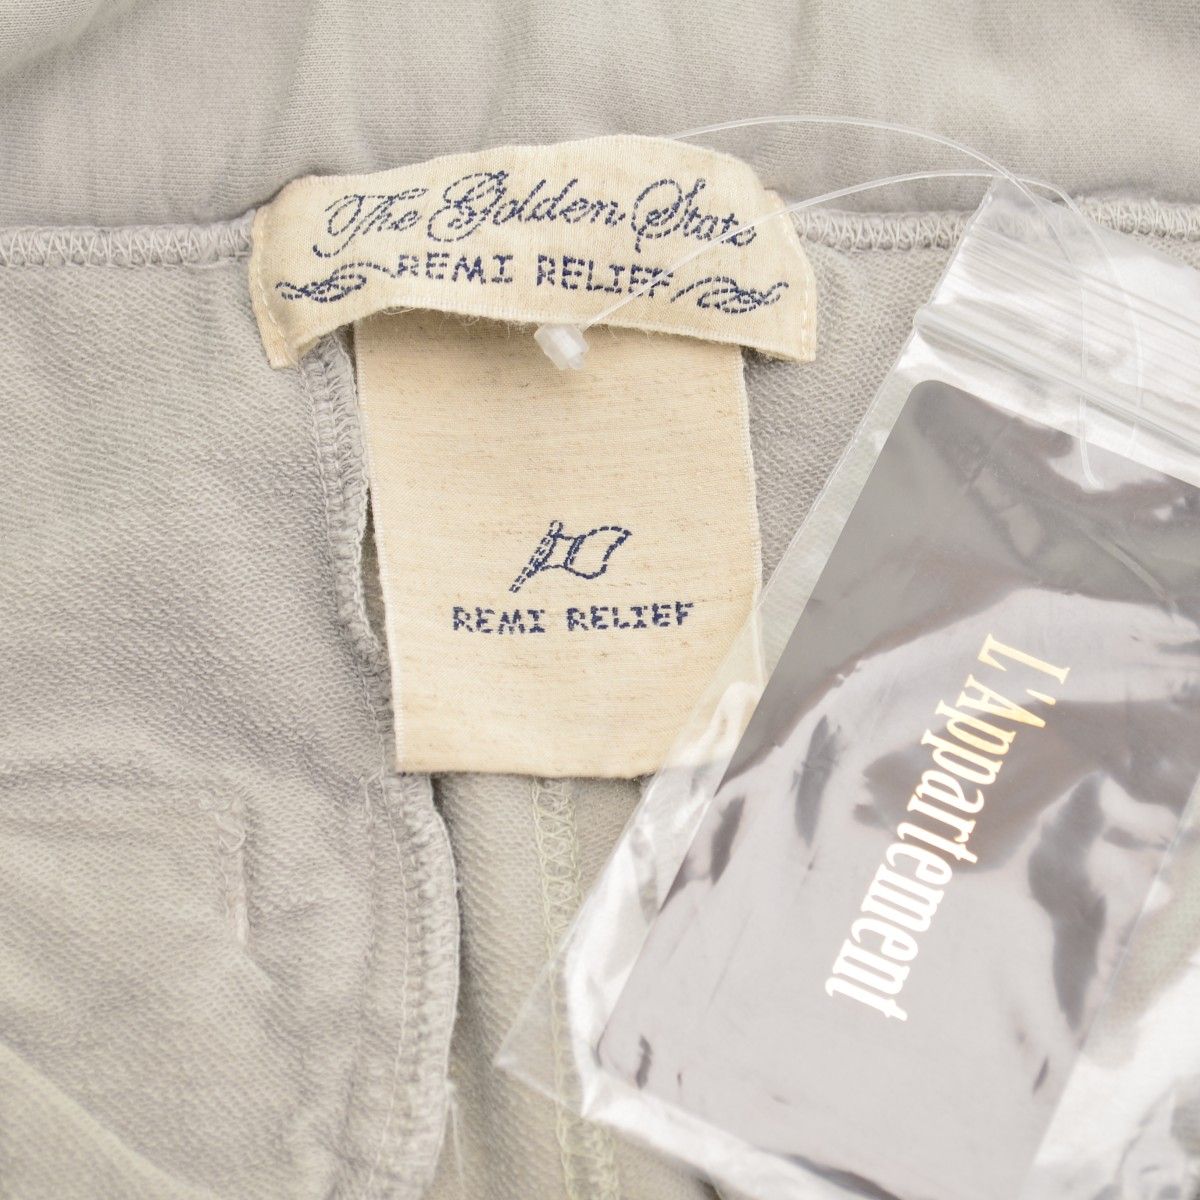 The Golden State
REMI RELIEF
REMI RELIEF
L'Appartement